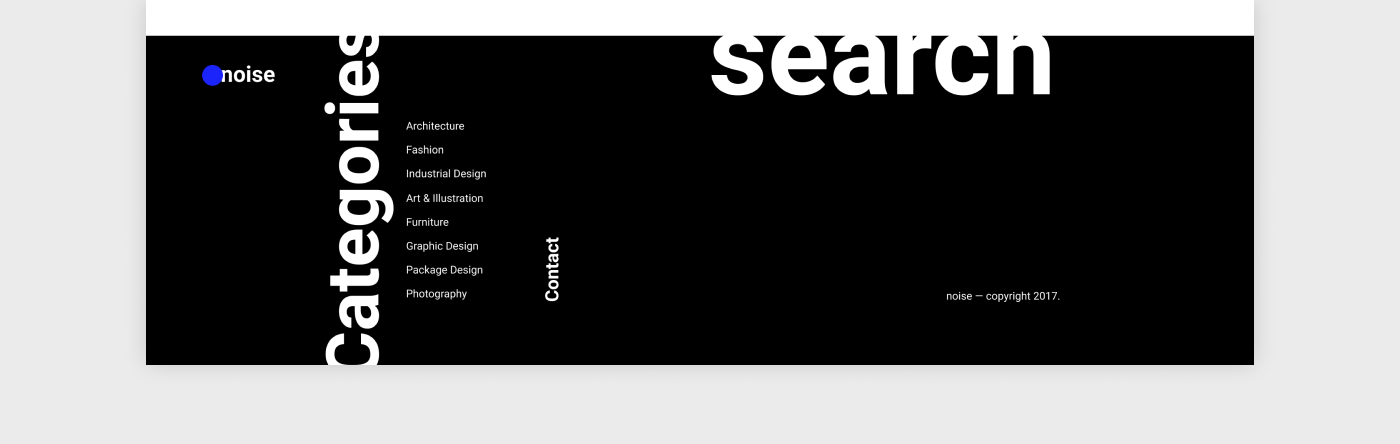 noise
Categories
search
Architecture
Fashion
Industrial Design
Art & Illustration
Furniture
Graphic Design
Package Design
Photography
Contact
noise — copyright 2017.